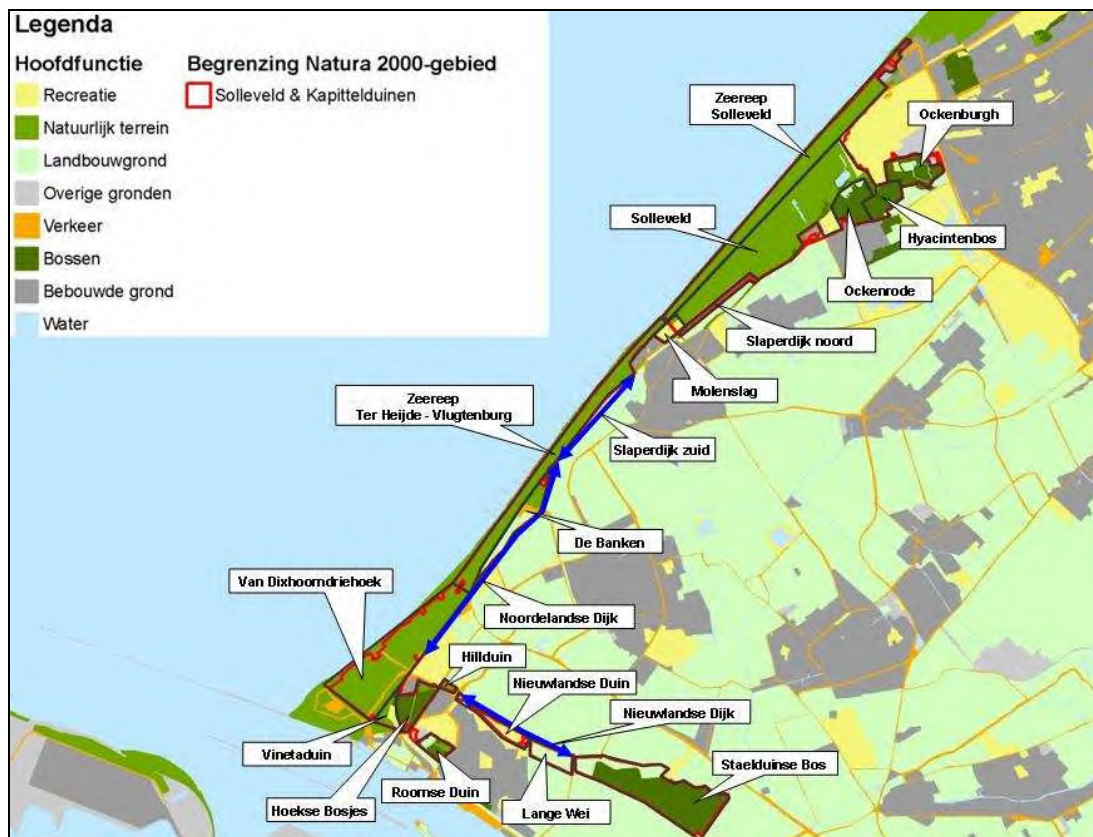 Legenda
Hoofdfunctie
Recreatie
Natuurlijk terrein
Landbouwgrond
Overige gronden
Verkeer
Bossen
Bebouwde grond
Water
Begrenzing Natura 2000-gebied
Solleveld & Kapittelduinen
Zeereep
Solleveld
Ockenburgh
Solleveld
Hyacintenbos
Ockenrode
Slaperdijk noord
Molenslag
Zeereep
Ter Heijde - Vlugtenburg
Slaperdijk zuid
De Banken
Van Dixhoorndriehoek
Noordelandse Dijk
Hillduin
Nieuwlandse Duin
Nieuwlandse Dijk
Vinetaduin
Staelduinse Bos
Hoekse Bosjes
Roomse Duin
Lange Wei